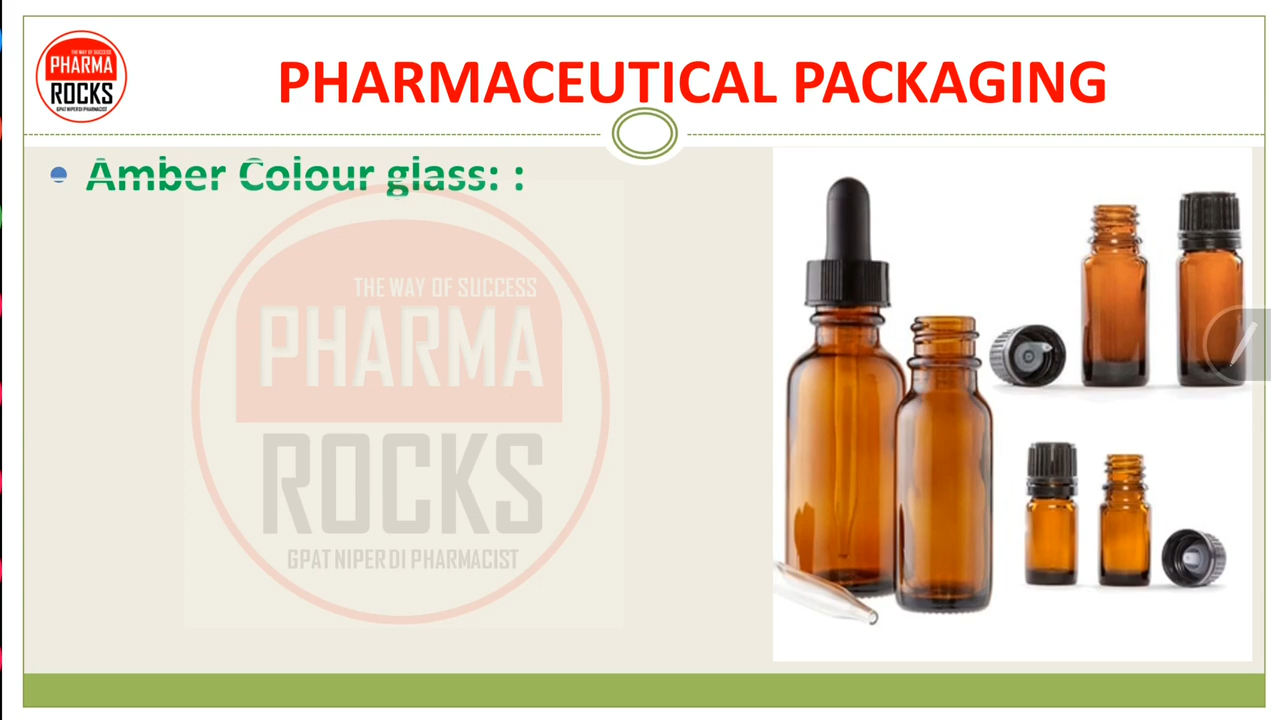 THE WAY OF SUCCESS
PHARMA
ROCKS
GPAT NIPER DI PHARMACIST
PHARMACEUTICAL PACKAGING
Amber Colour glass: :
THE WAY OF SUCCESS
PHARMA
ROCKS
GPAT NIPER DI PHARMACIST